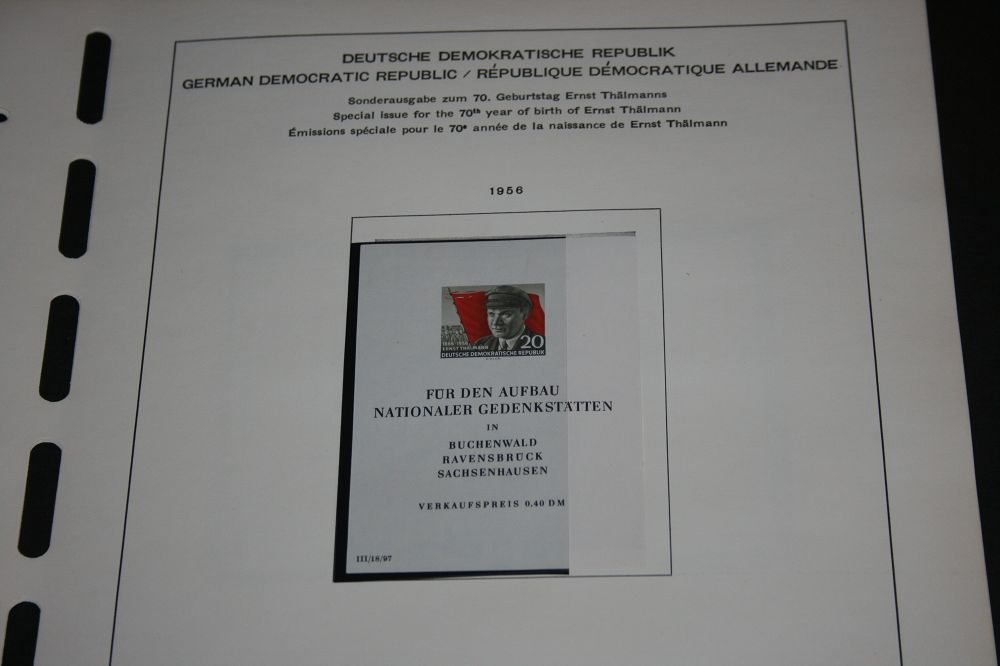 DEUTSCHE DEMOKRATISCHE REPUBLIK
GERMAN DEMOCRATIC REPUBLIC / RÉPUBLIQUE DÉMOCRATIQUE ALLEMANDE
Sonderausgabe zum 70. Geburtstag Ernst Thälmanns
Special issue for the 70th year of birth of Ernst Thälmann
Émissions spéciale pour le 70e année de la naissance de Ernst Thälmann
1956
1886-1956
ERNST THÄLMANN
20
DEUTSCHE DEMOKRATISCHE REPUBLIK
FÜR DEN AUFBAU
NATIONALER GEDENKSTÄTTEN
IN
BUCHENWALD
RAVENSBRÜCK
SACHSENHAUSEN
VERKAUFSPREIS 0,40 DM
III/18/97